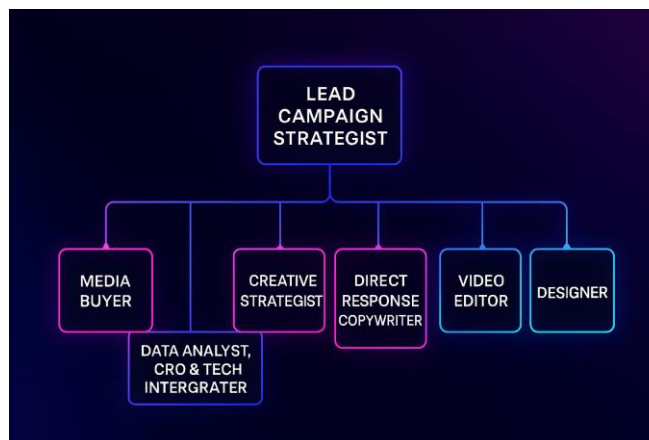 LEAD
CAMPAIGN
STRATEGIST
MEDIA
BUYER
DATA ANALYST,
CRO & TECH
INTERGRATER
CREATIVE
STRATEGIST
DIRECT
RESPONSE
COPYWRITER
VIDEO
EDITOR
DESIGNER